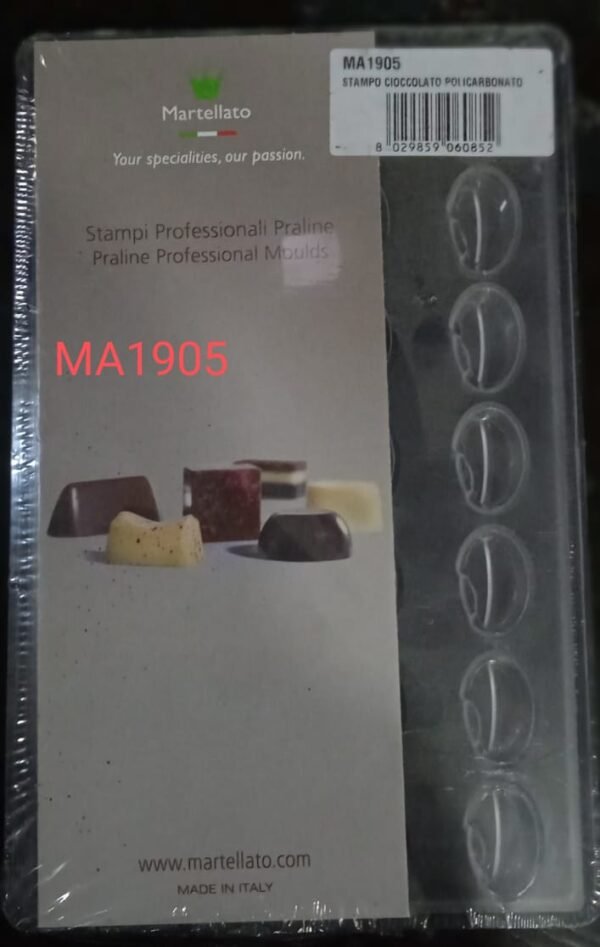 MA1905
STAMPO CIOCCOLATO POLICARBONATO
8 029859 060852
Martellato
Your specialities, our passion.
Stampi Professionali Praline
Praline Professional Moulds
MA1905
www.martellato.com
MADE IN ITALY